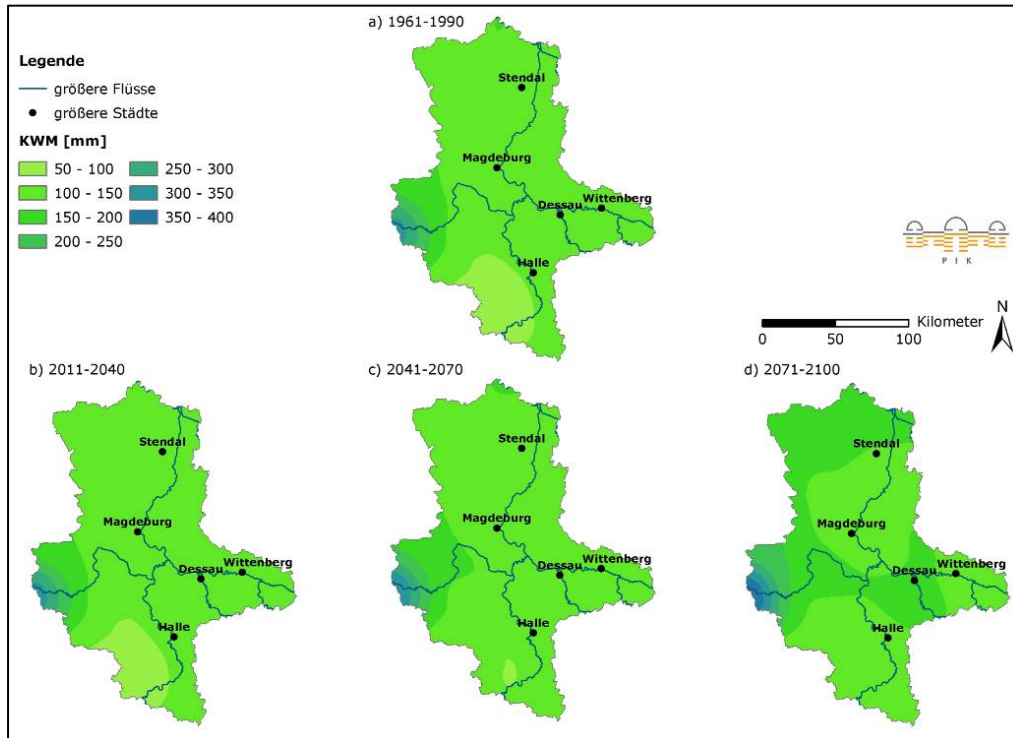 a) 1961-1990
Legende
größere Flüsse
größere Städte
KWM [mm]
50 - 100
100 - 150
150 - 200
200 - 250
250 - 300
300 - 350
350 - 400
Stendal
Magdeburg
Dessau
Wittenberg
Halle
P I K
Kilometer
0 50 100
N
b) 2011-2040
Stendal
Magdeburg
Dessau
Wittenberg
Halle
c) 2041-2070
Stendal
Magdeburg
Dessau
Wittenberg
Halle
d) 2071-2100
Stendal
Magdeburg
Dessau
Wittenberg
Halle